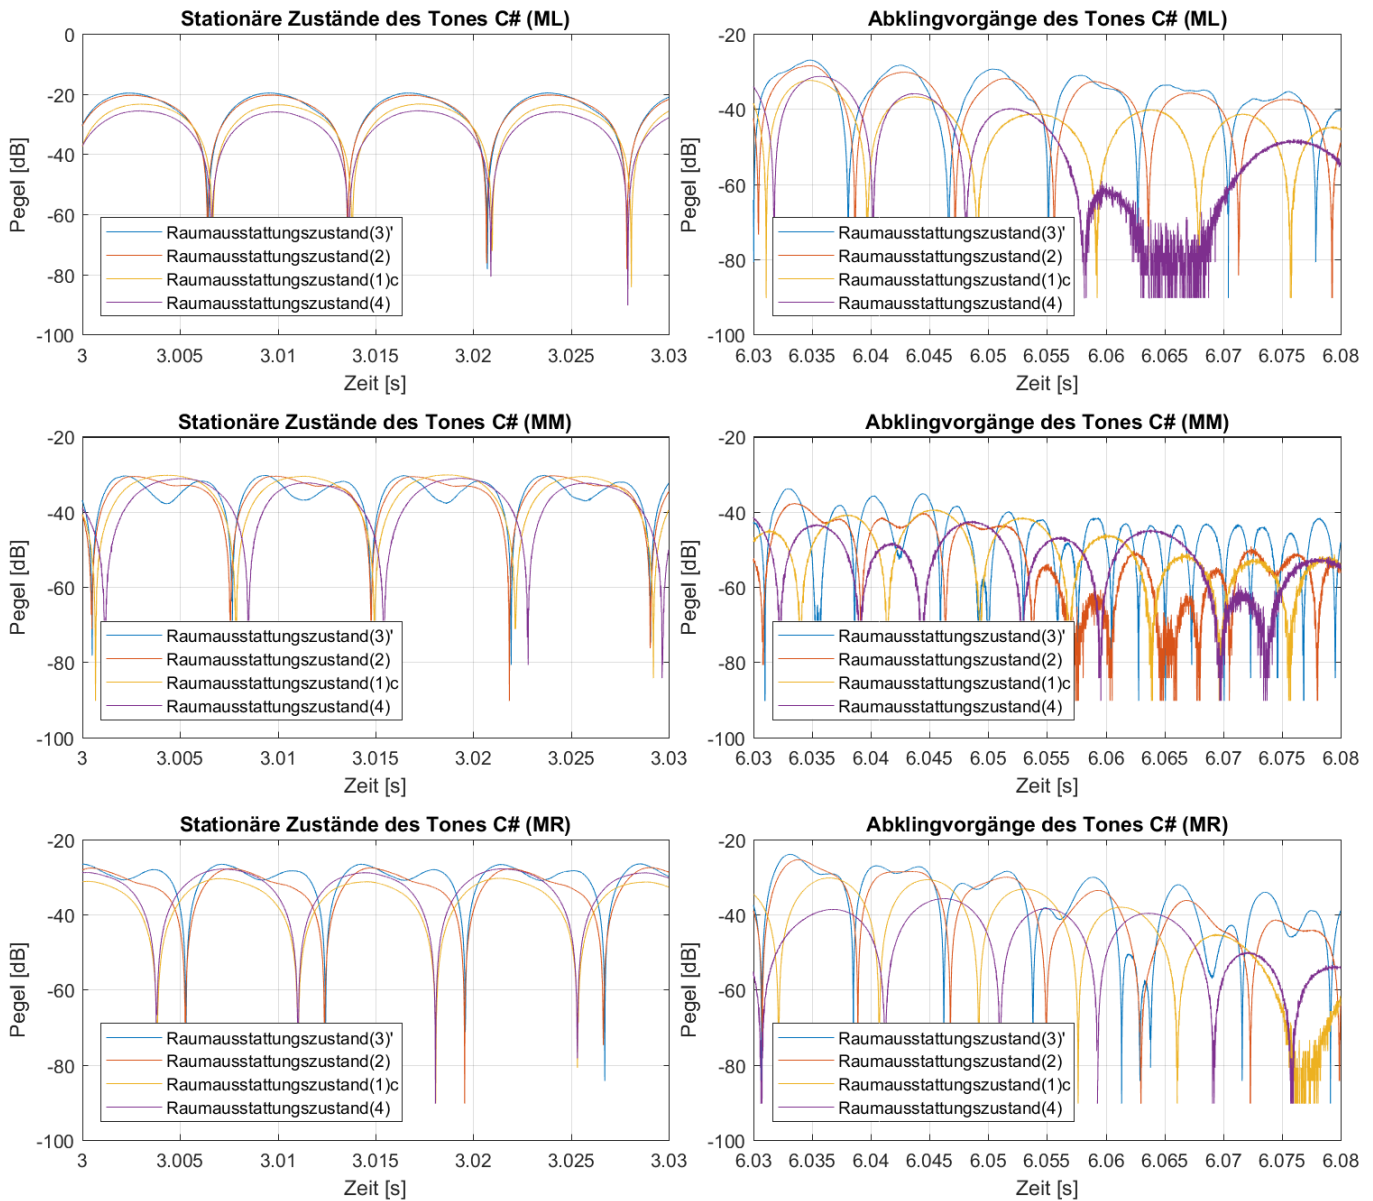 Stationäre Zustände des Tones C# (ML)
0
-20
-40
-60
-80
-100
Pegel [dB]
Raumausstattungszustand(3)'
Raumausstattungszustand(2)
Raumausstattungszustand(1)c
Raumausstattungszustand(4)
3 3.005 3.01 3.015 3.02 3.025 3.03
Zeit [s]
Abklingvorgänge des Tones C# (ML)
-20
-40
-60
-80
-100
Pegel [dB]
Raumausstattungszustand(3)'
Raumausstattungszustand(2)
Raumausstattungszustand(1)c
Raumausstattungszustand(4)
6.03 6.035 6.04 6.045 6.05 6.055 6.06 6.065 6.07 6.075 6.08
Zeit [s]
Stationäre Zustände des Tones C# (MM)
-20
-40
-60
-80
-100
Pegel [dB]
Raumausstattungszustand(3)'
Raumausstattungszustand(2)
Raumausstattungszustand(1)c
Raumausstattungszustand(4)
3 3.005 3.01 3.015 3.02 3.025 3.03
Zeit [s]
Abklingvorgänge des Tones C# (MM)
-20
-40
-60
-80
-100
Pegel [dB]
Raumausstattungszustand(3)'
Raumausstattungszustand(2)
Raumausstattungszustand(1)c
Raumausstattungszustand(4)
6.03 6.035 6.04 6.045 6.05 6.055 6.06 6.065 6.07 6.075 6.08
Zeit [s]
Stationäre Zustände des Tones C# (MR)
-20
-40
-60
-80
-100
Pegel [dB]
Raumausstattungszustand(3)'
Raumausstattungszustand(2)
Raumausstattungszustand(1)c
Raumausstattungszustand(4)
3 3.005 3.01 3.015 3.02 3.025 3.03
Zeit [s]
Abklingvorgänge des Tones C# (MR)
-20
-40
-60
-80
-100
Pegel [dB]
Raumausstattungszustand(3)'
Raumausstattungszustand(2)
Raumausstattungszustand(1)c
Raumausstattungszustand(4)
6.03 6.035 6.04 6.045 6.05 6.055 6.06 6.065 6.07 6.075 6.08
Zeit [s]